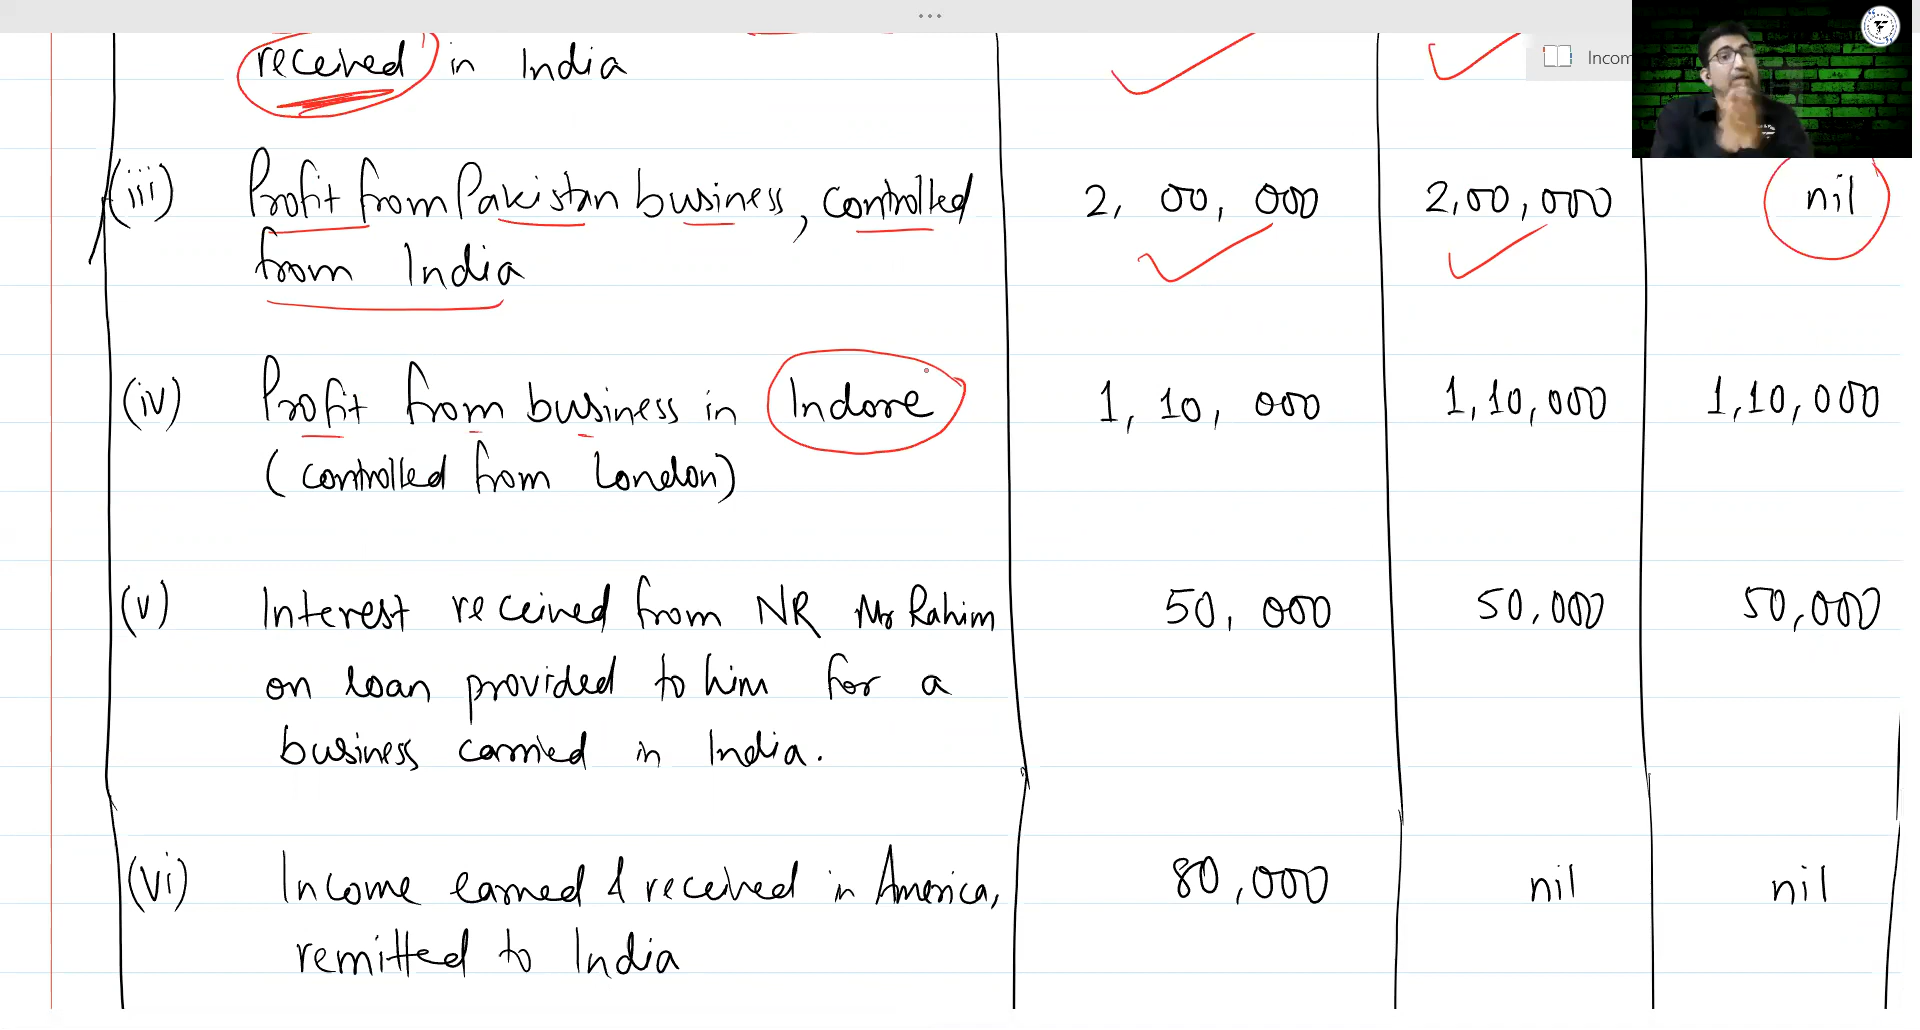 ...
Incom
received in India
(iii) Profit from Pakistan business, controlled 2,00,000 2,00,000 nil
from India
(iv) Profit from business in Indore 1,10,000 1,10,000 1,10,000
(controlled from London)
(v) Interest received from NR Mr Rahim 50,000 50,000 50,000
on loan provided to him for a
business carried in India.
(vi) Income earned & received in America, 80,000 nil nil
remitted to India